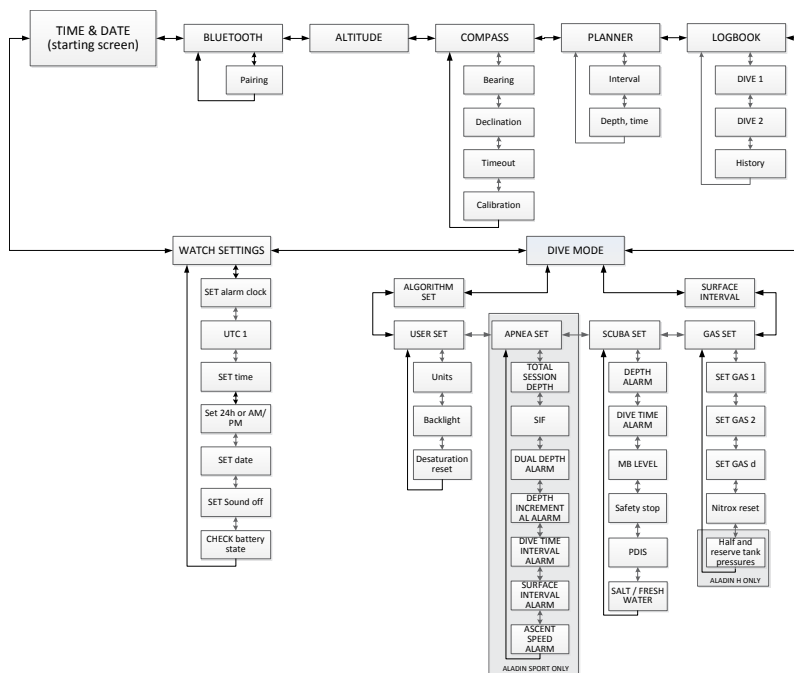 TIME & DATE
(starting screen)
BLUETOOTH
ALTITUDE
COMPASS
PLANNER
LOGBOOK
Pairing
Bearing
Declination
Timeout
Calibration
Interval
Depth, time
DIVE 1
DIVE 2
History
WATCH SETTINGS
DIVE MODE
SET alarm clock
UTC 1
SET time
Set 24h or AM/
PM
SET date
SET Sound off
CHECK battery
state
ALGORITHM
SET
SURFACE
INTERVAL
USER SET
APNEA SET
SCUBA SET
GAS SET
Units
Backlight
Desaturation
reset
TOTAL
SESSION
DEPTH
SIF
DUAL DEPTH
ALARM
DEPTH
INCREMENT
AL ALARM
DIVE TIME
INTERVAL
ALARM
SURFACE
INTERVAL
ALARM
ASCENT
SPEED
ALARM
ALADIN SPORT ONLY
DEPTH
ALARM
DIVE TIME
ALARM
MB LEVEL
Safety stop
PDIS
SALT / FRESH
WATER
SET GAS 1
SET GAS 2
SET GAS d
Nitrox reset
Half and
reserve tank
pressures
ALADIN H ONLY